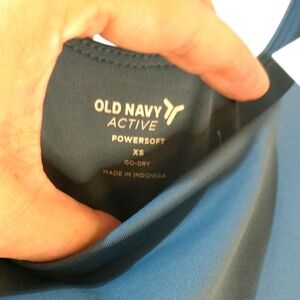 OLD NAVY
ACTIVE
POWERSOFT
XS
GO-DRY
MADE IN INDONESIA